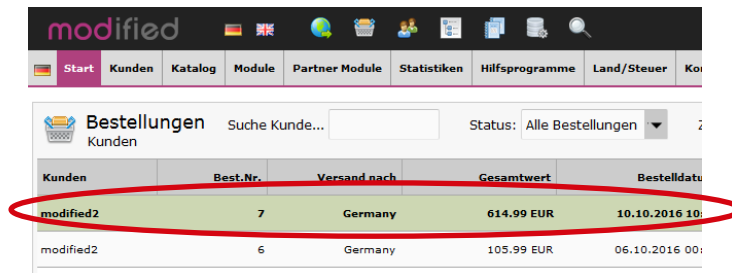 modified
Start Kunden Katalog Module Partner Module Statistiken Hilfsprogramme Land/Steuer
Bestellungen Suche Kunde... Status: Alle Bestellungen
Kunden
Kunden Best.Nr. Versand nach Gesamtwert
modified2 7 Germany 614.99 EUR 10.10.2016 10:
modified2 6 Germany 105.99 EUR 06.10.2016 00: